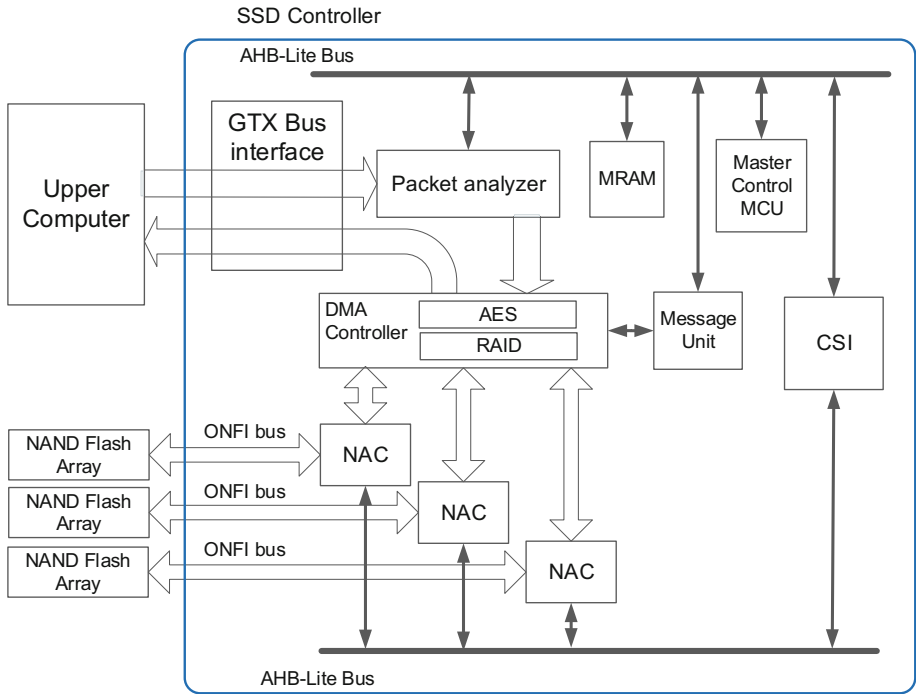 SSD Controller
AHB-Lite Bus
GTX Bus
interface
Upper
Computer
Packet analyzer
MRAM
Master
Control
MCU
DMA
Controller
AES
RAID
Message
Unit
CSI
NAND Flash
Array
ONFI bus
NAC
NAND Flash
Array
ONFI bus
NAC
NAND Flash
Array
ONFI bus
NAC
AHB-Lite Bus